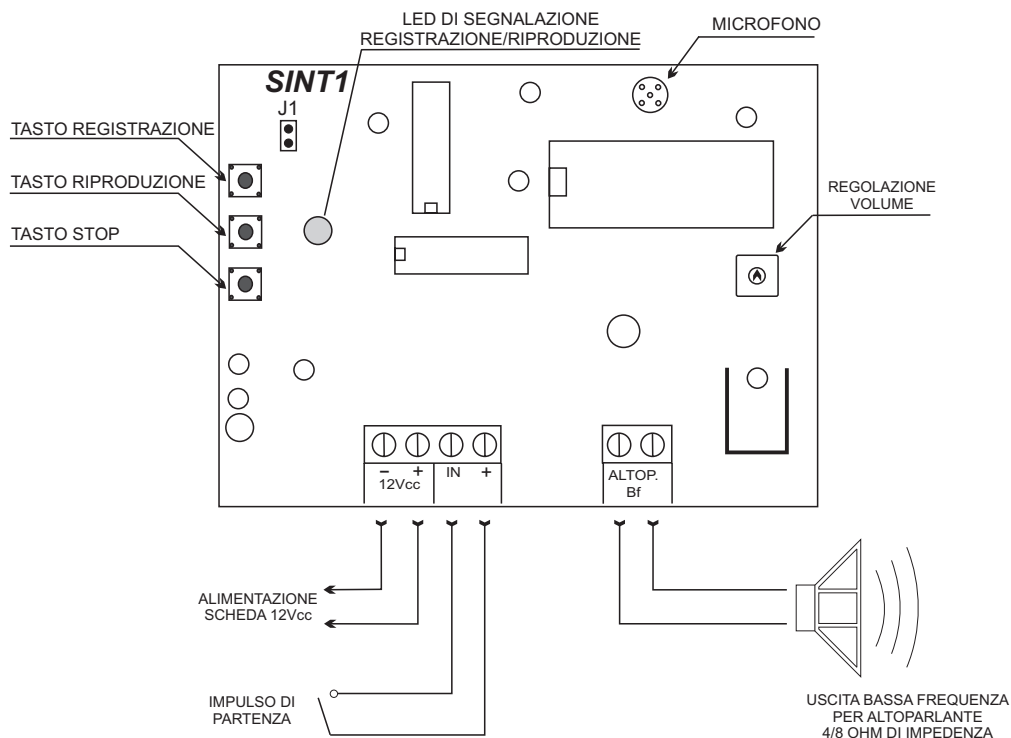 LED DI SEGNALAZIONE
REGISTRAZIONE/RIPRODUZIONE
MICROFONO
SINT1
J1
TASTO REGISTRAZIONE
TASTO RIPRODUZIONE
TASTO STOP
REGOLAZIONE
VOLUME
− + IN +
12Vcc
ALTOP.
Bf
ALIMENTAZIONE
SCHEDA 12Vcc
IMPULSO DI
PARTENZA
USCITA BASSA FREQUENZA
PER ALTOPARLANTE
4/8 OHM DI IMPEDENZA